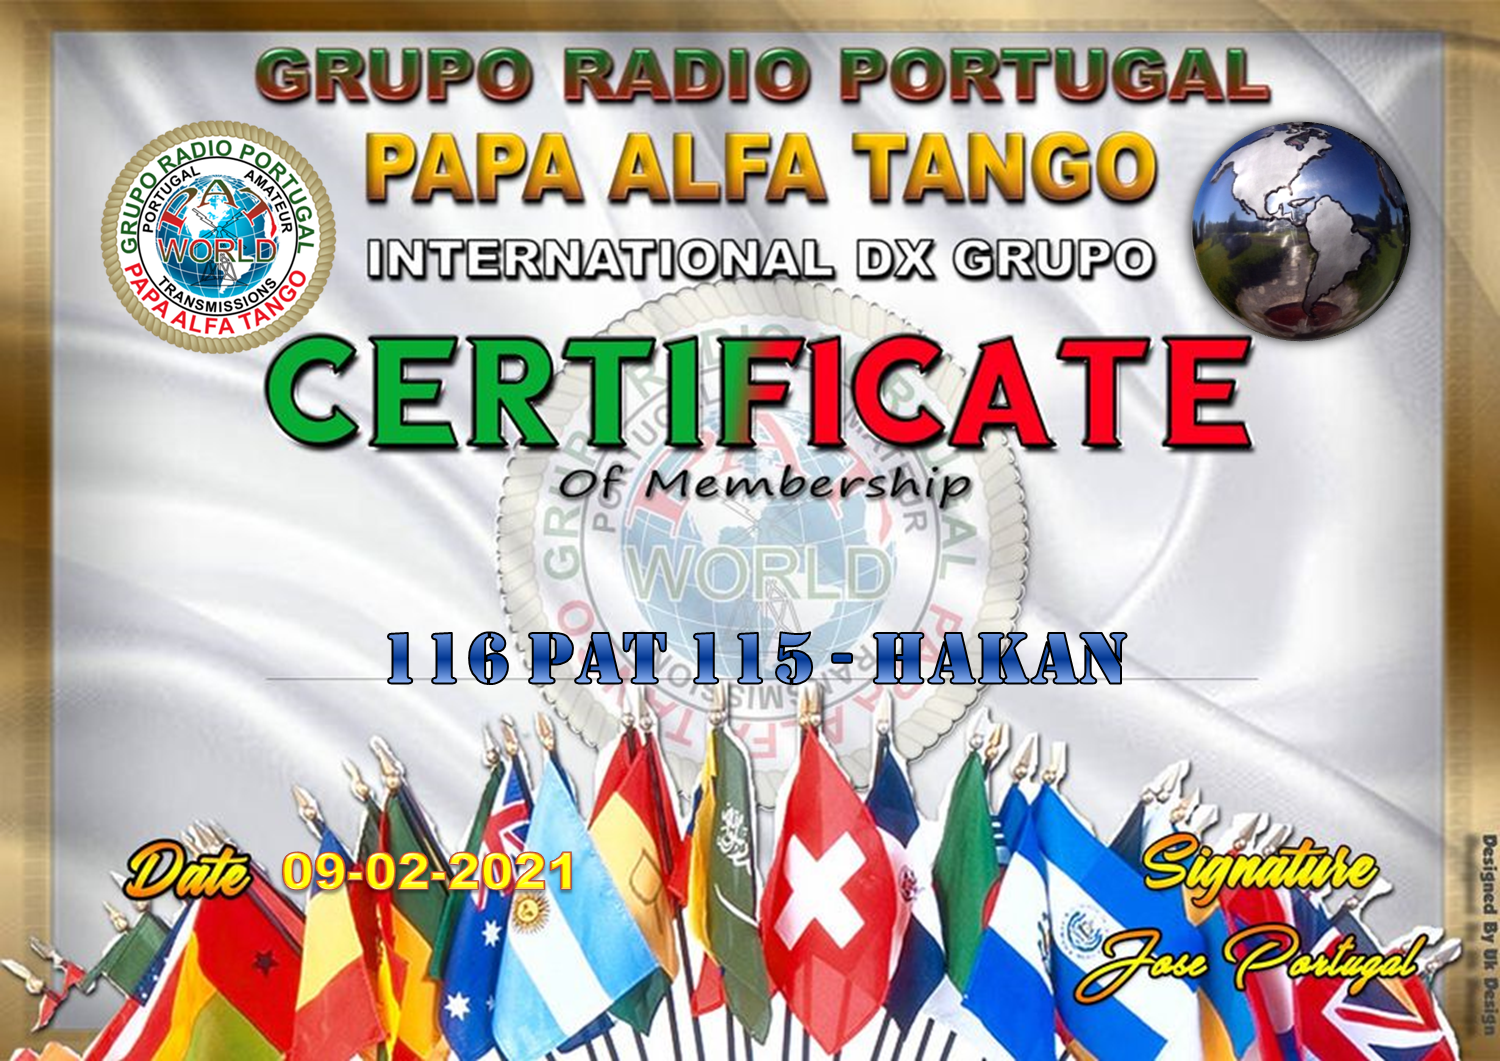 GRUPO RADIO PORTUGAL
PAPA ALFA TANGO
INTERNATIONAL DX GRUPO
GRUPO RADIO PORTUGAL
PORTUGAL AMATEUR
PAT
WORLD
TRANSMISSIONS
PAPA ALFA TANGO
CERTIFICATE
Of Membership
WORLD
116 PAT 115 - HAKAN
Date 09-02-2021
Signature
Jose Portugal
Designed By Uk Design